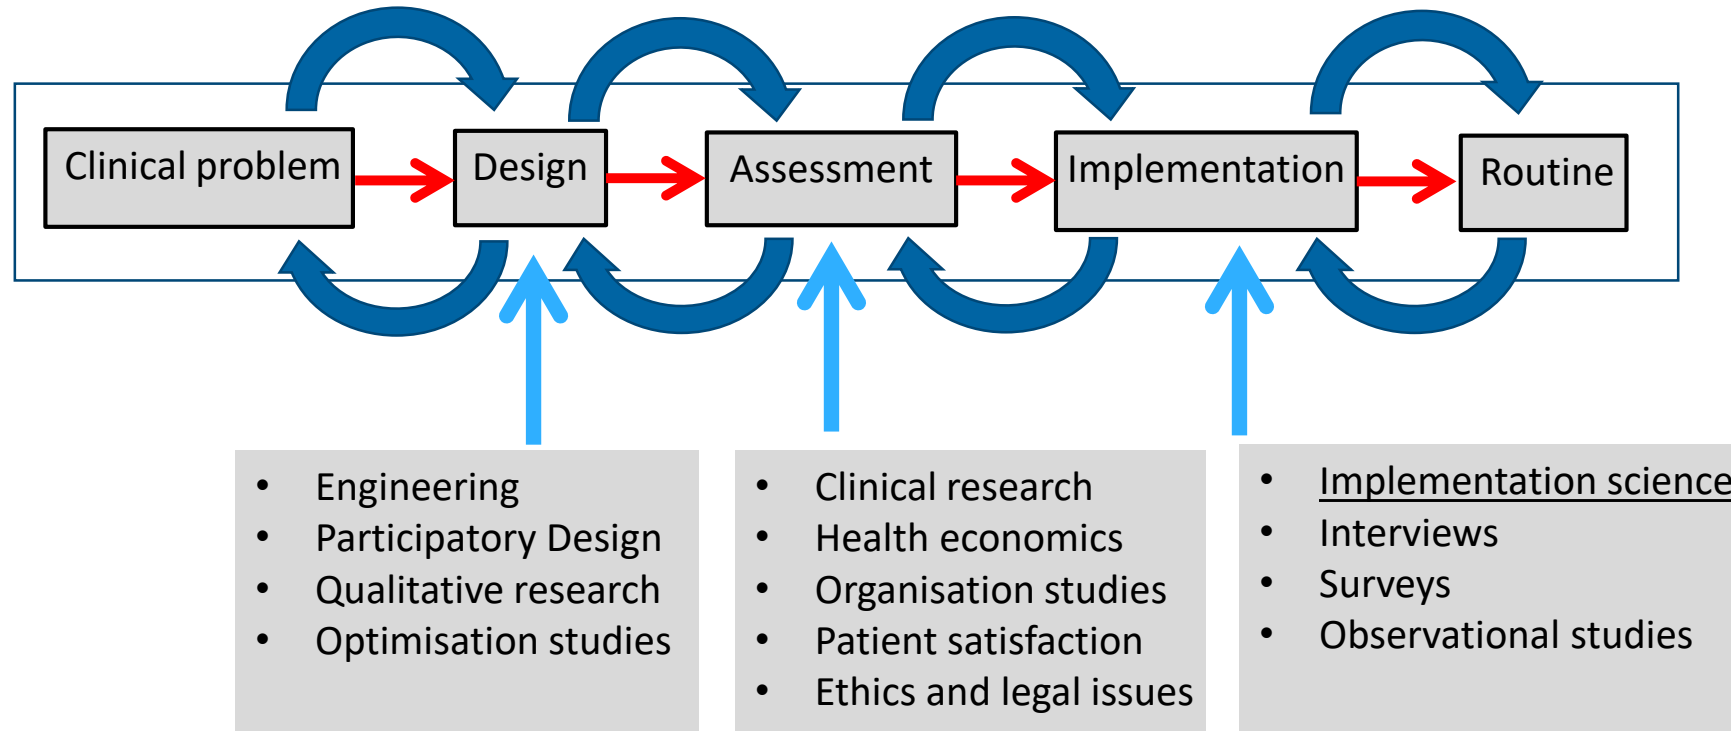 Clinical problem
Design
Assessment
Implementation
Routine
• Engineering
• Participatory Design
• Qualitative research
• Optimisation studies
• Clinical research
• Health economics
• Organisation studies
• Patient satisfaction
• Ethics and legal issues
• Implementation science
• Interviews
• Surveys
• Observational studies